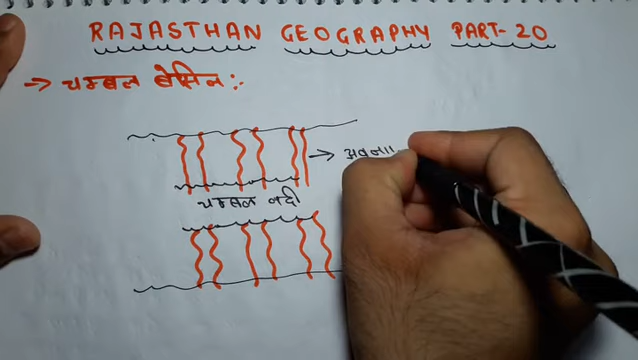 RAJASTHAN GEOGRAPHY PART-20
→ चम्बल बेसिन :-
चम्बल नदी